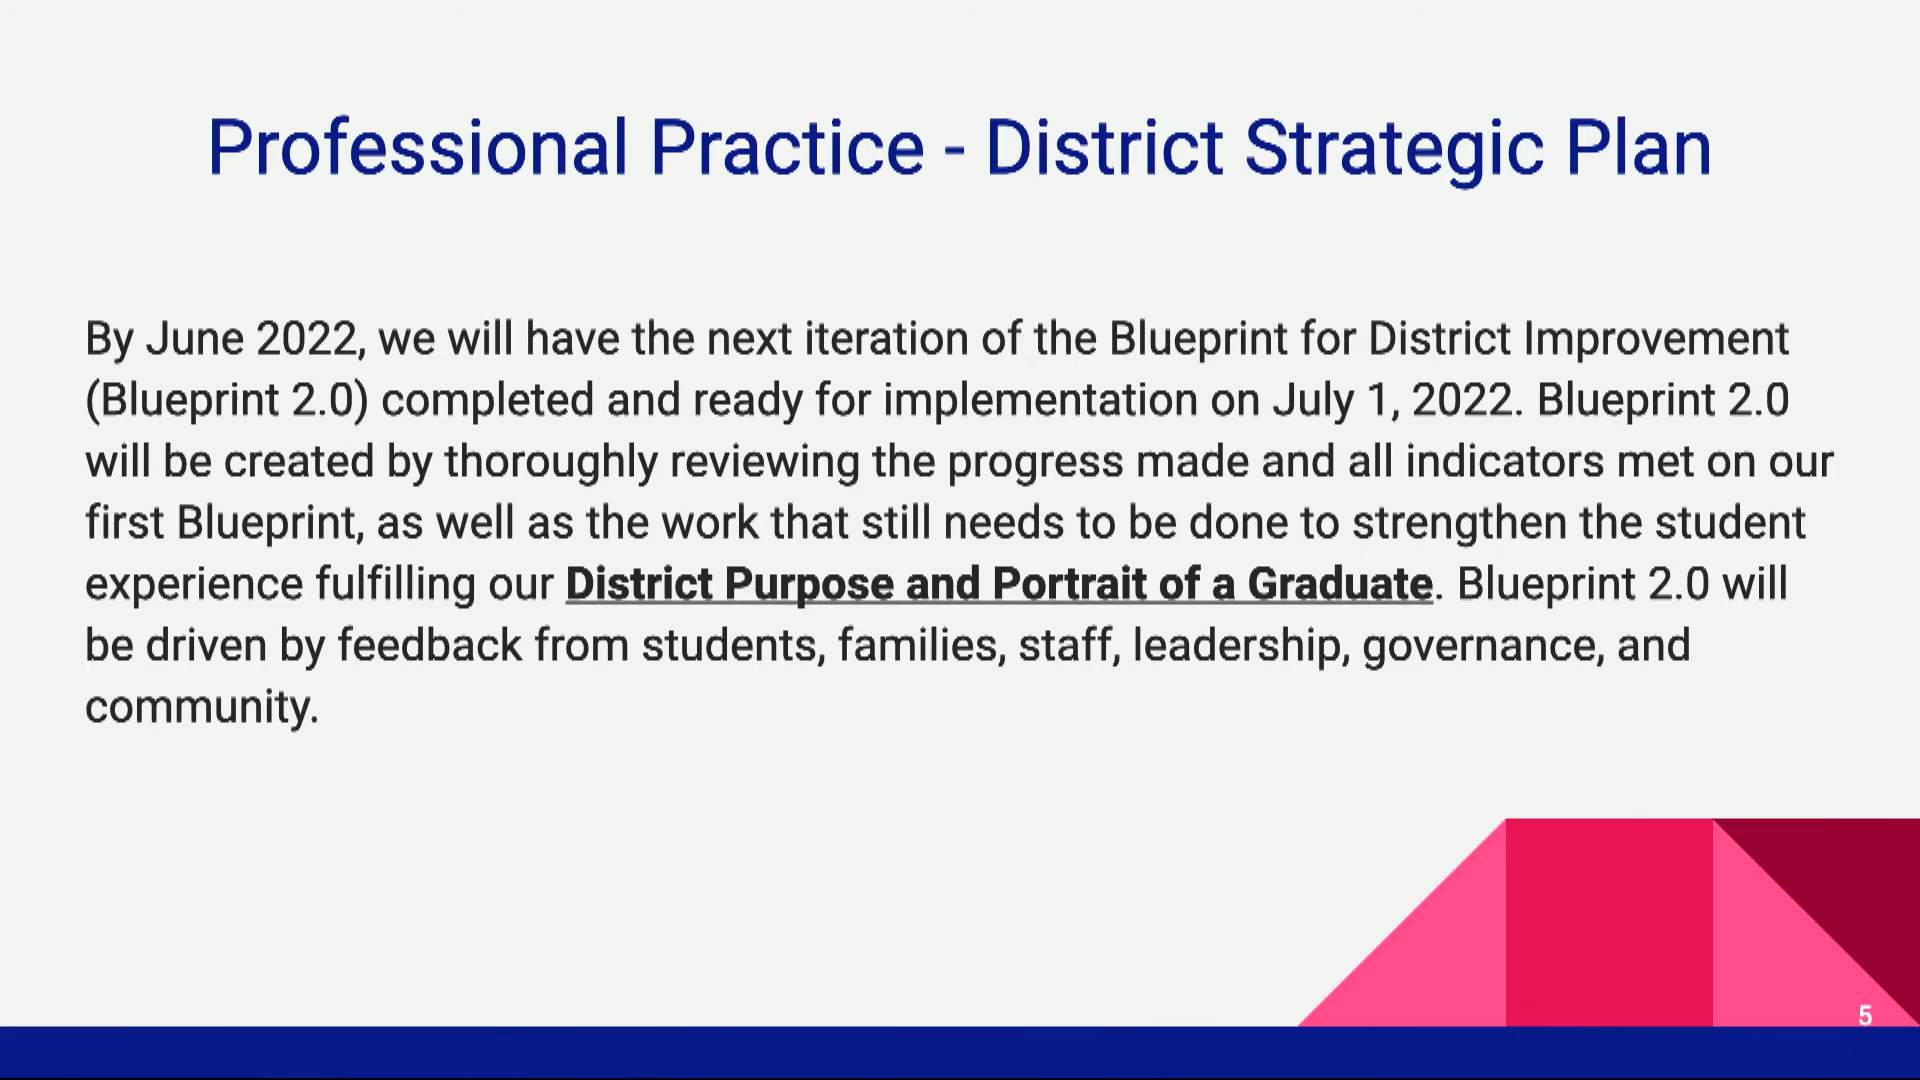 Professional Practice - District Strategic Plan
By June 2022, we will have the next iteration of the Blueprint for District Improvement
(Blueprint 2.0) completed and ready for implementation on July 1, 2022. Blueprint 2.0
will be created by thoroughly reviewing the progress made and all indicators met on our
first Blueprint, as well as the work that still needs to be done to strengthen the student
experience fulfilling our District Purpose and Portrait of a Graduate. Blueprint 2.0 will
be driven by feedback from students, families, staff, leadership, governance, and
community.
5